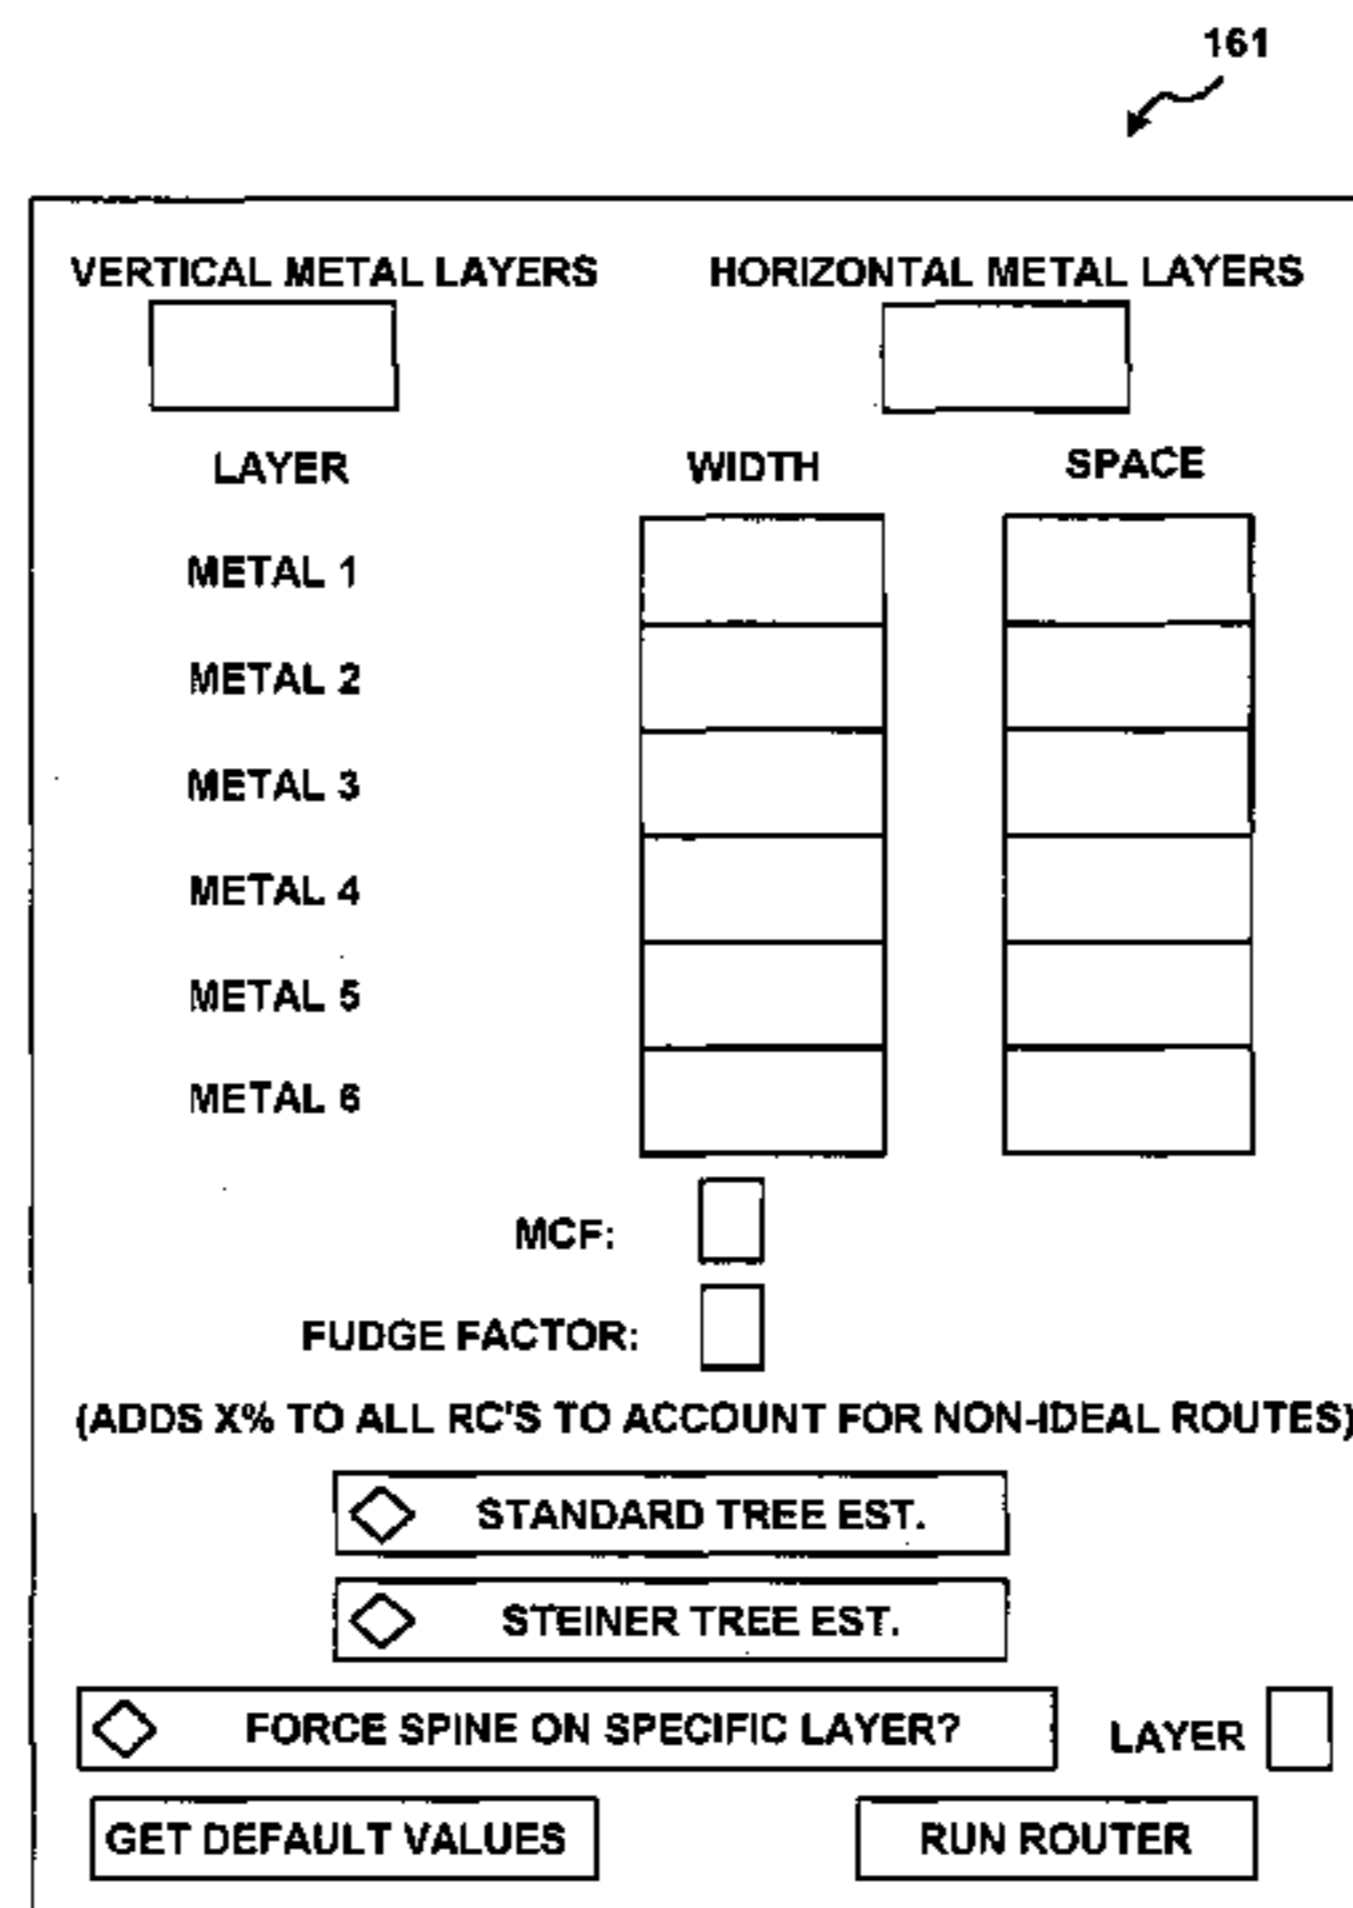 161
VERTICAL METAL LAYERS HORIZONTAL METAL LAYERS
LAYER WIDTH SPACE
METAL 1
METAL 2
METAL 3
METAL 4
METAL 5
METAL 6
MCF:
FUDGE FACTOR:
(ADDS X% TO ALL RC'S TO ACCOUNT FOR NON-IDEAL ROUTES)
STANDARD TREE EST.
STEINER TREE EST.
FORCE SPINE ON SPECIFIC LAYER? LAYER
GET DEFAULT VALUES RUN ROUTER